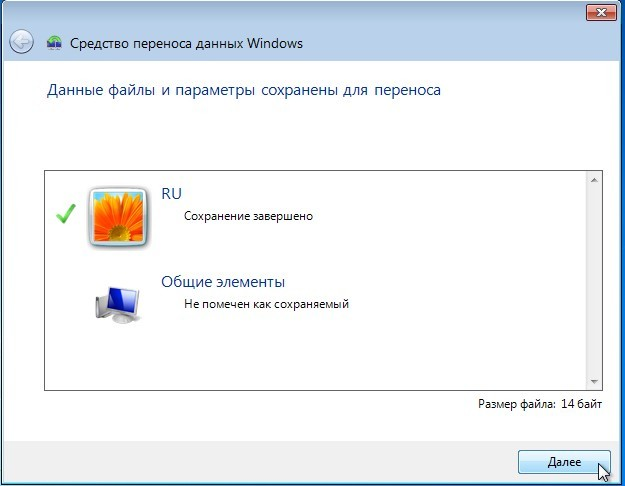 Средство переноса данных Windows
Данные файлы и параметры сохранены для переноса
RU
Сохранение завершено
Общие элементы
Не помечен как сохраняемый
Размер файла: 14 байт
Далее